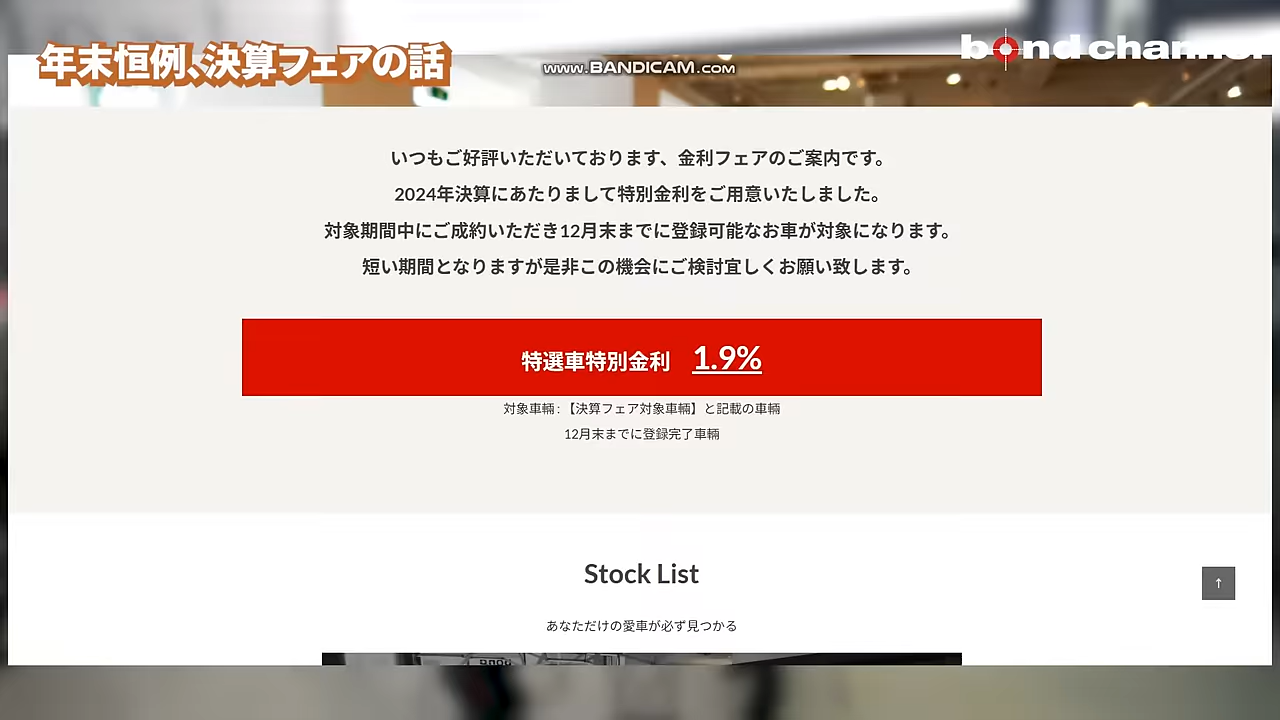 年末恒例、決算フェアの話
www.BANDICAM.com
bond channel
いつもご好評いただいております、金利フェアのご案内です。
2024年決算にあたりまして特別金利をご用意いたしました。
対象期間中にご成約いただき12月末までに登録可能なお車が対象になります。
短い期間となりますが是非この機会にご検討宜しくお願い致します。
特選車特別金利 1.9%
対象車輌 : 【決算フェア対象車輌】と記載の車輌
12月末までに登録完了車輌
Stock List
↑
あなただけの愛車が必ず見つかる